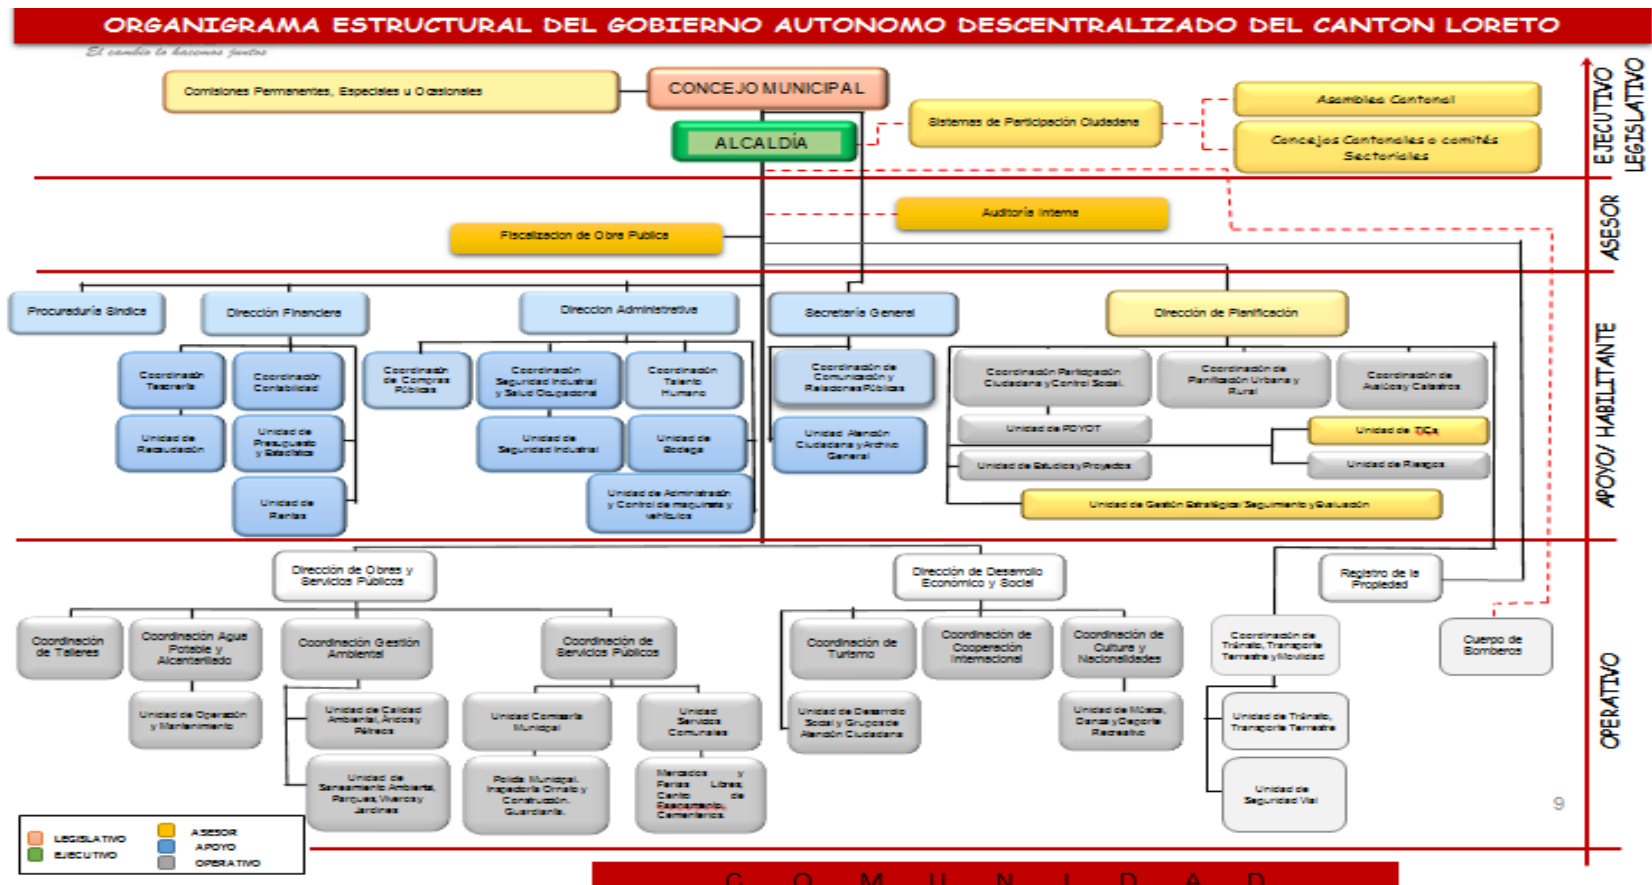 ORGANIGRAMA ESTRUCTURAL DEL GOBIERNO AUTONOMO DESCENTRALIZADO DEL CANTON LORETO
El cambio lo hacemos juntos
Comisiones Permanentes, Especiales u Ocasionales
CONCEJO MUNICIPAL
ALCALDÍA
Sistemas de Participación Ciudadana
Asamblea Cantonal
Concejos Cantonales o comités
Sectoriales
EJECUTIVO
LEGISLATIVO
Auditoría Interna
Fiscalizacion de Obra Publica
ASESOR
Procuraduría Síndica
Dirección Financiera
Direccion Administrativa
Secretaría General
Dirección de Planificación
Coordinación
Tesorería
Coordinación
Contabilidad
Coordinación
de Compras
Públicas
Coordinación
Seguridad Industrial
y Salud Ocupacional
Coordinación
Talento
Humano
Coordinación de
Comunicación y
Relaciones Públicas
Coordinación Participación
Ciudadana y Control Social.
Coordinación de
Planificación Urbana y
Rural
Coordinación de
Avalúos y Catastros
Unidad de
Recaudación
Unidad de
Presupuesto
y Estadística
Unidad de
Seguridad Industrial
Unidad de
Bodega
Unidad Atención
Ciudadana y Archivo
General
Unidad de PDYOT
Unidad de TICs
Unidad de Estudios y Proyectos
Unidad de Riesgos
Unidad de
Rentas
Unidad de Administración
y Control de maquinaria y
vehículos
Unidad de Gestión Estratégica/Seguimiento y Evaluación
APOYO/ HABILITANTE
Dirección de Obras y
Servicios Públicos
Dirección de Desarrollo
Económico y Social
Registro de la
Propiedad
Coordinación
de Talleres
Coordinación Agua
Potable y
Alcantarillado
Coordinación Gestión
Ambiental
Coordinación de
Servicios Públicos
Coordinación de
Turismo
Coordinación de
Cooperación
Internacional
Coordinación de
Cultura y
Nacionalidades
Coordinación de
Tránsito, Transporte
Terrestre y Movilidad
Cuerpo de
Bomberos
Unidad de Operación
y Mantenimiento
Unidad de Calidad
Ambiental, Áridos y
Pétreos
Unidad Comisaría
Municipal
Unidad
Servicios
Comunales
Unidad de Desarrollo
Social y Grupos de
Atención Ciudadana
Unidad de Música,
Danza y Deporte
Recreativo
Unidad de Tránsito,
Transporte Terrestre
Unidad de
Saneamiento Ambiental,
Parques, Viveros y
Jardines
Policía Municipal.
Inspectoría Ornato y
Construcción.
Guardianía.
Mercados y
Ferias Libres,
Centro de
Faenamiento,
Cementerios.
Unidad de
Seguridad Vial
OPERATIVO
9
LEGISLATIVO
EJECUTIVO
ASESOR
APOYO
OPERATIVO
C O M U N I D A D